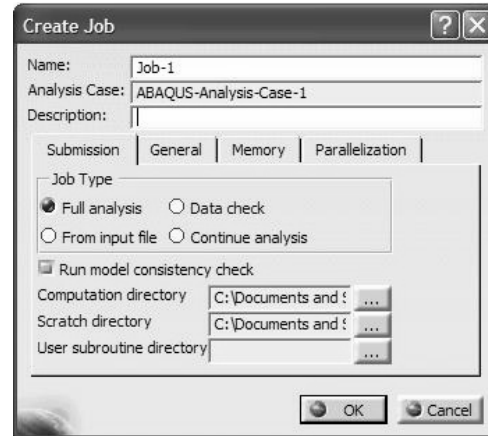 Create Job
Name: Job-1
Analysis Case: ABAQUS-Analysis-Case-1
Description:
Submission General Memory Parallelization
Job Type
Full analysis Data check
From input file Continue analysis
Run model consistency check
Computation directory C:\Documents and S ...
Scratch directory C:\Documents and S ...
User subroutine directory ...
OK Cancel